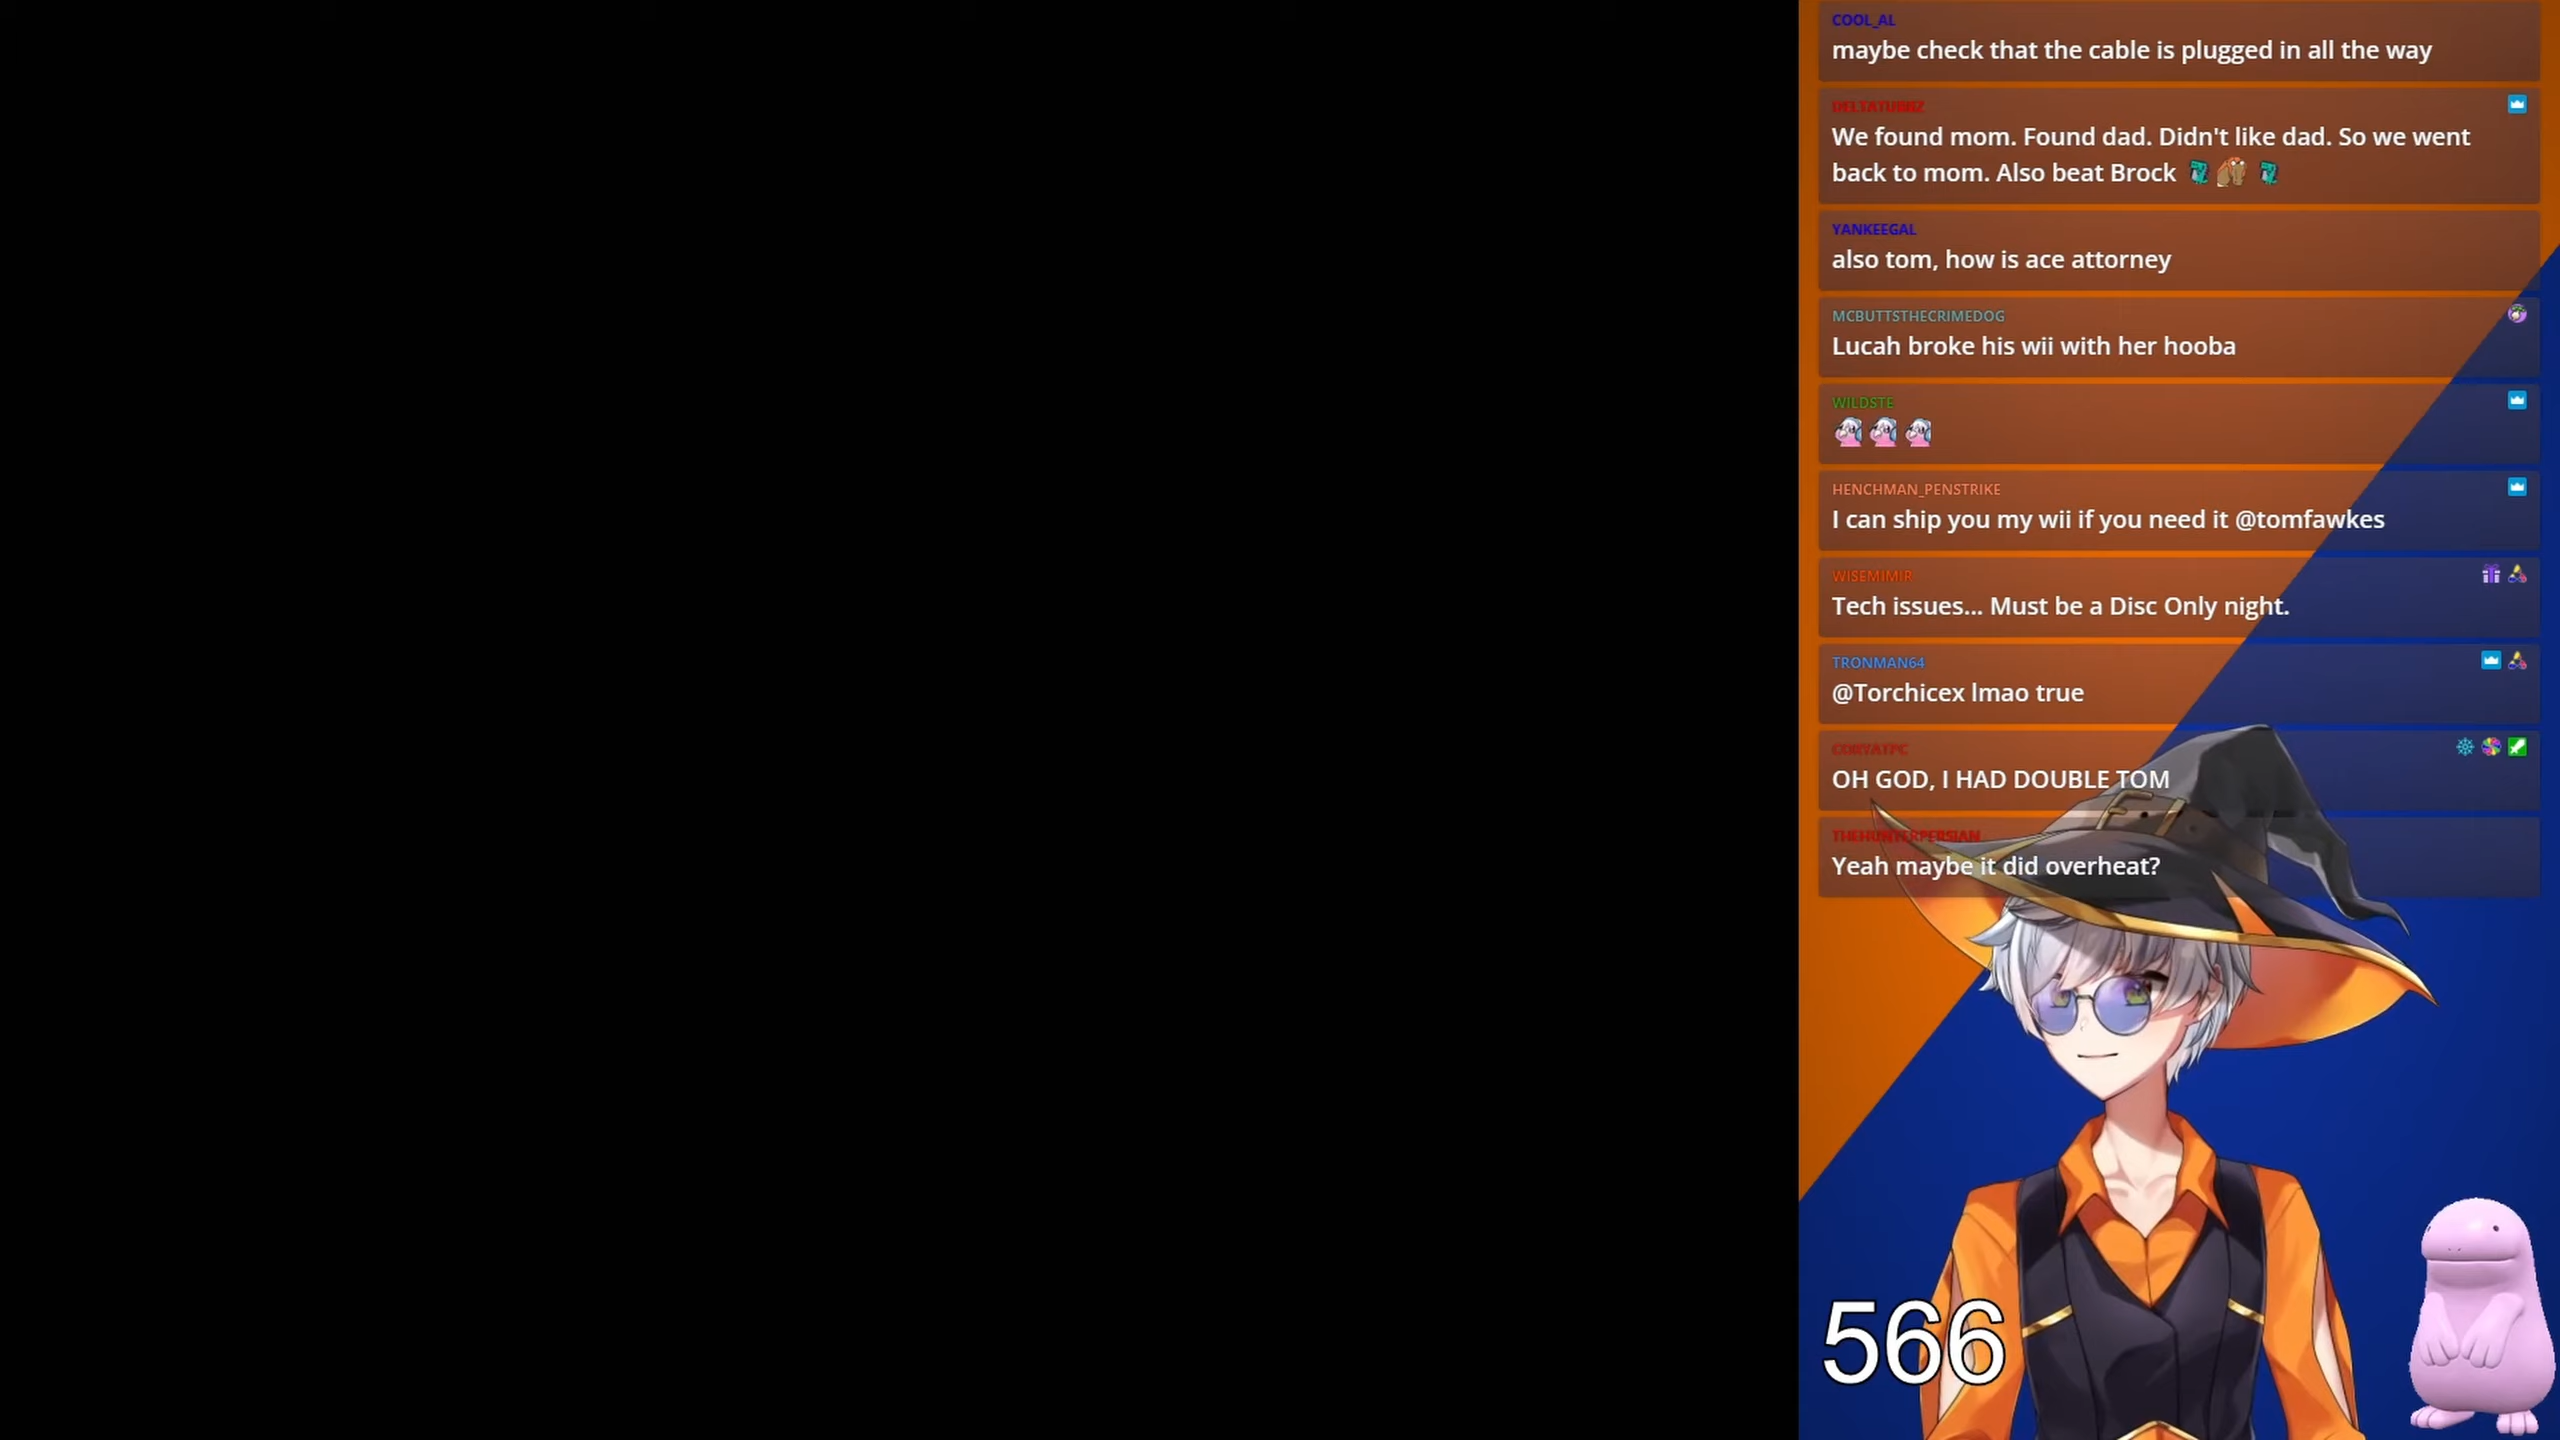 COOL_AL
maybe check that the cable is plugged in all the way
DELTATURBZ
We found mom. Found dad. Didn't like dad. So we went
back to mom. Also beat Brock
YANKEEGAL
also tom, how is ace attorney
MCBUTTSTHECRIMEDOG
Lucah broke his wii with her hooba
WILDSTE
HENCHMAN_PENSTRIKE
I can ship you my wii if you need it @tomfawkes
WISEMIMIR
Tech issues... Must be a Disc Only night.
TRONMAN64
@Torchicex lmao true
CORYATPC
OH GOD, I HAD DOUBLE TOM
THEHUNTERPERSIAN
Yeah maybe it did overheat?
566